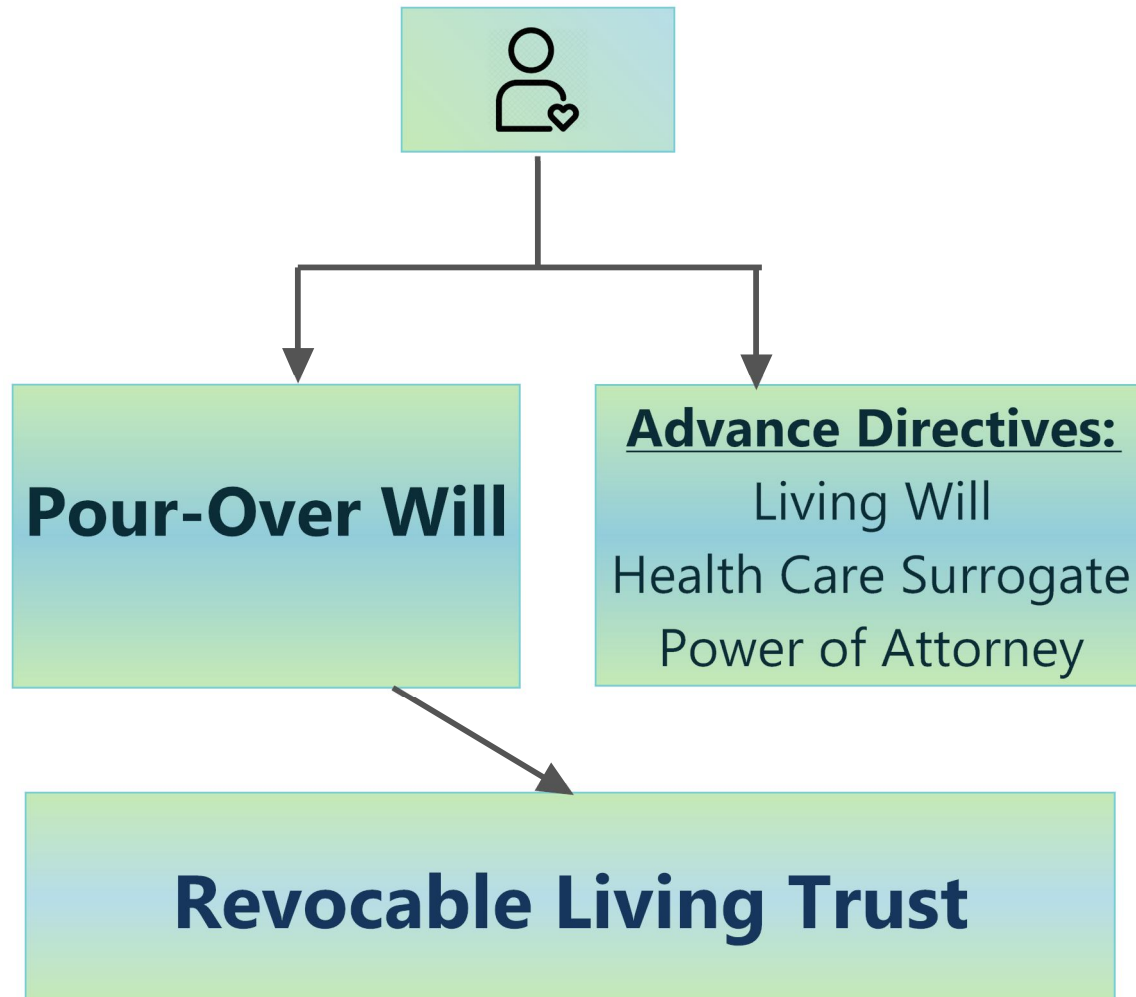 Pour-Over Will
Advance Directives:
Living Will
Health Care Surrogate
Power of Attorney
Revocable Living Trust